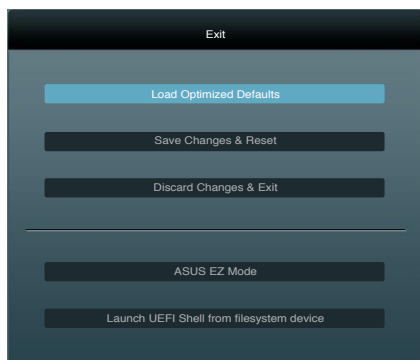 Exit
Load Optimized Defaults
Save Changes & Reset
Discard Changes & Exit
ASUS EZ Mode
Launch UEFI Shell from filesystem device